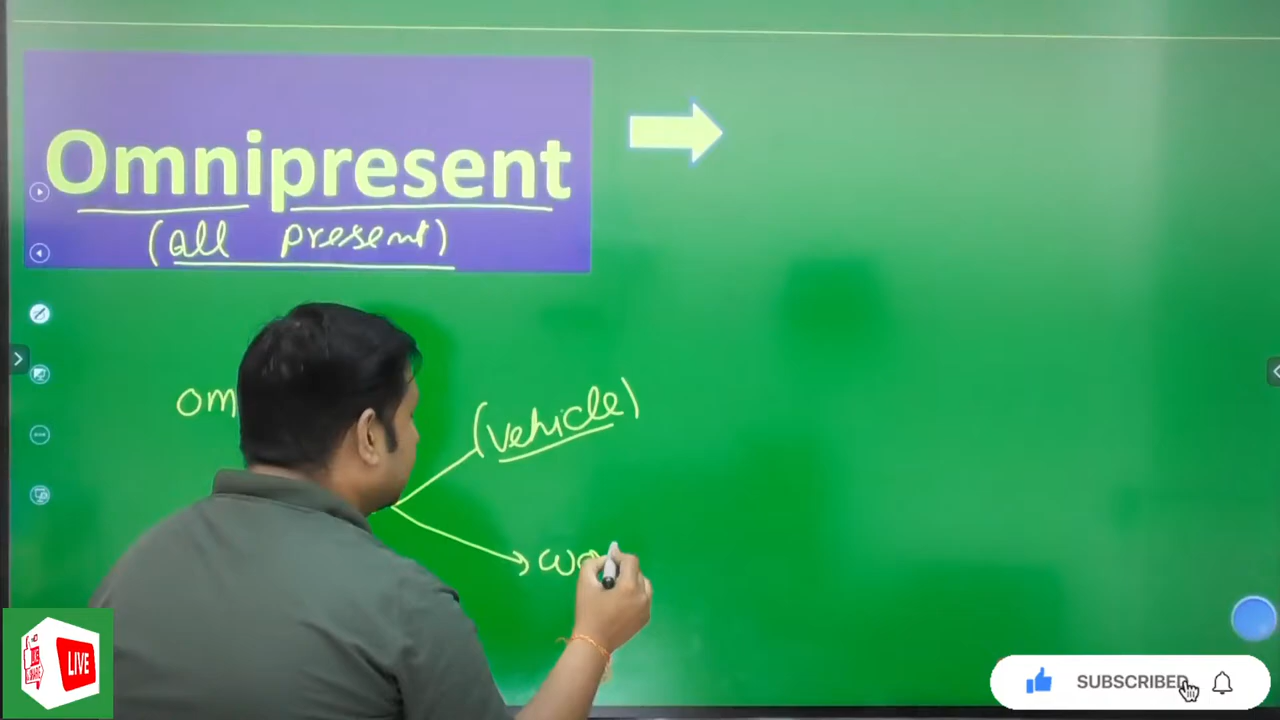 Omnipresent
(all present)
om
(vehicle)
LIVE
SUBSCRIBED